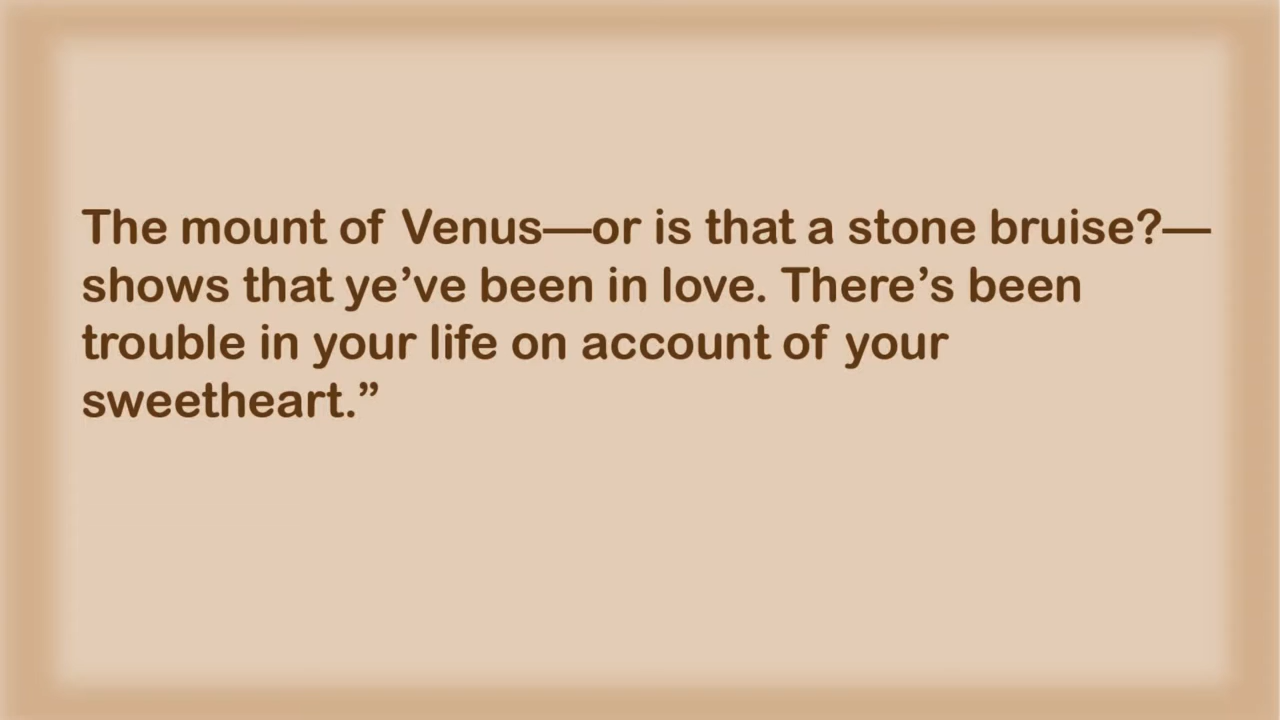 The mount of Venus—or is that a stone bruise?—
shows that ye’ve been in love. There’s been
trouble in your life on account of your
sweetheart.”